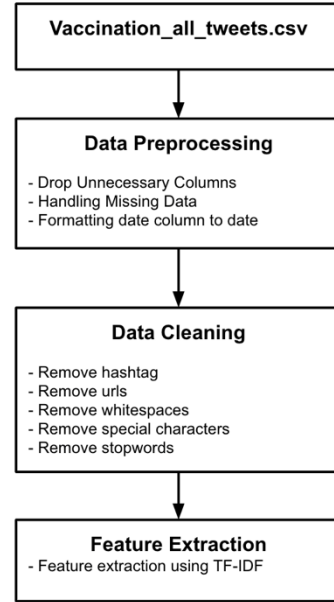 Vaccination_all_tweets.csv
Data Preprocessing
- Drop Unnecessary Columns
- Handling Missing Data
- Formatting date column to date
Data Cleaning
- Remove hashtag
- Remove urls
- Remove whitespaces
- Remove special characters
- Remove stopwords
Feature Extraction
- Feature extraction using TF-IDF